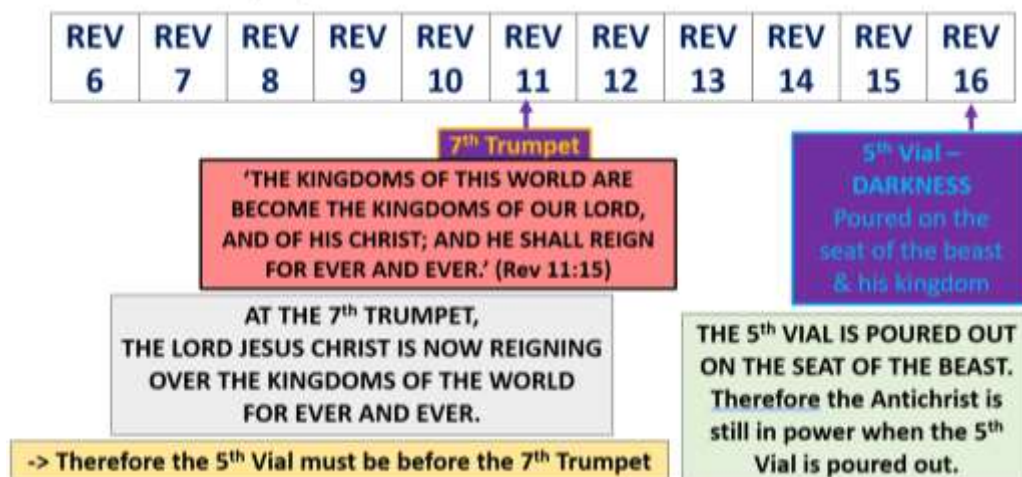 REV REV REV REV REV REV REV REV REV REV REV
6 7 8 9 10 11 12 13 14 15 16
7th Trumpet
'THE KINGDOMS OF THIS WORLD ARE
BECOME THE KINGDOMS OF OUR LORD,
AND OF HIS CHRIST; AND HE SHALL REIGN
FOR EVER AND EVER.' (Rev 11:15)
AT THE 7th TRUMPET,
THE LORD JESUS CHRIST IS NOW REIGNING
OVER THE KINGDOMS OF THE WORLD
FOR EVER AND EVER.
-> Therefore the 5th Vial must be before the 7th Trumpet
5th Vial –
DARKNESS
Poured on the
seat of the beast
& his kingdom
THE 5th VIAL IS POURED OUT
ON THE SEAT OF THE BEAST.
Therefore the Antichrist is
still in power when the 5th
Vial is poured out.